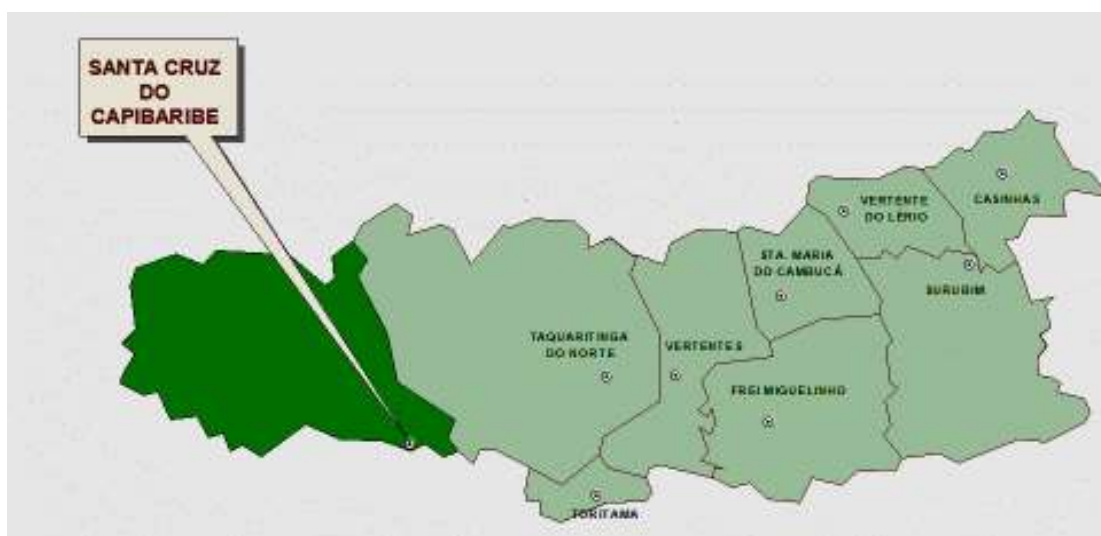 SANTA CRUZ
DO
CAPIBARIBE
CASINHAS
VERTENTE
DO LÉRIO
STA. MARIA
DO CAMBUCÁ
SURUBIM
TAQUARITINGA
DO NORTE
VERTENTES
FREI MIGUELINHO
TORITAMA